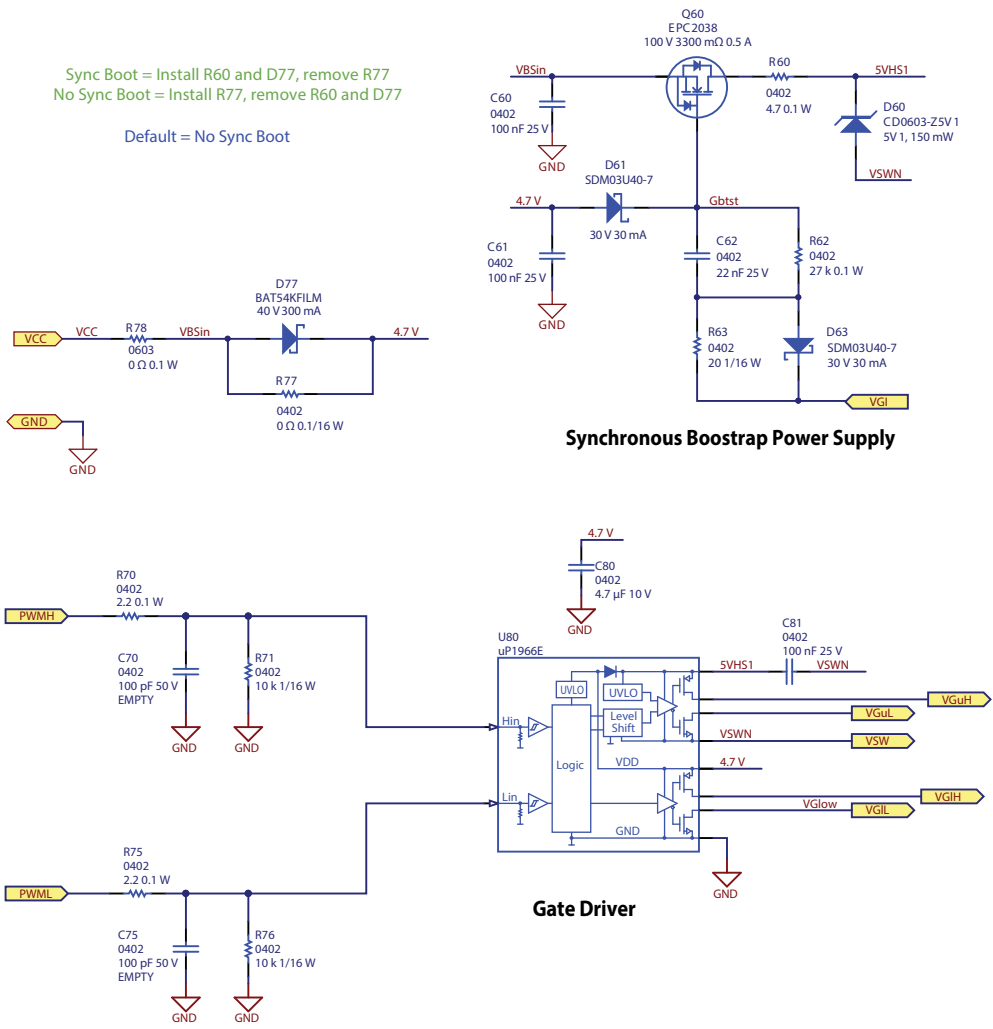 Q60
EPC2038
100 V 3300 mΩ 0.5 A
Sync Boot = Install R60 and D77, remove R77
No Sync Boot = Install R77, remove R60 and D77
Default = No Sync Boot
VBSin
C60
0402
100 nF 25 V
GND
R60
0402
4.7 0.1 W
5VHS1
D60
CD0603-Z5V1
5V1, 150 mW
VSWN
D61
SDM03U40-7
30 V 30 mA
4.7 V
Gbtst
C61
0402
100 nF 25 V
GND
C62
0402
22 nF 25 V
R62
0402
27 k 0.1 W
R63
0402
20 1/16 W
D63
SDM03U40-7
30 V 30 mA
VGI
Synchronous Boostrap Power Supply
D77
BAT54KFILM
40 V 300 mA
VCC
VCC
R78
0603
0 Ω 0.1 W
VBSin
4.7 V
R77
0402
0 Ω 0.1/16 W
GND
GND
4.7 V
C80
0402
4.7 µF 10 V
GND
R70
0402
2.2 0.1 W
PWMH
C70
0402
100 pF 50 V
EMPTY
GND
R71
0402
10 k 1/16 W
GND
U80
uP1966E
UVLO
UVLO
Hin
Level
Shift
Logic
VDD
Lin
GND
5VHS1
C81
0402
100 nF 25 V
VSWN
VGuH
VGuL
VSWN
VSW
4.7 V
VGlH
VGlow
VGlL
GND
Gate Driver
R75
0402
2.2 0.1 W
PWML
C75
0402
100 pF 50 V
EMPTY
GND
R76
0402
10 k 1/16 W
GND